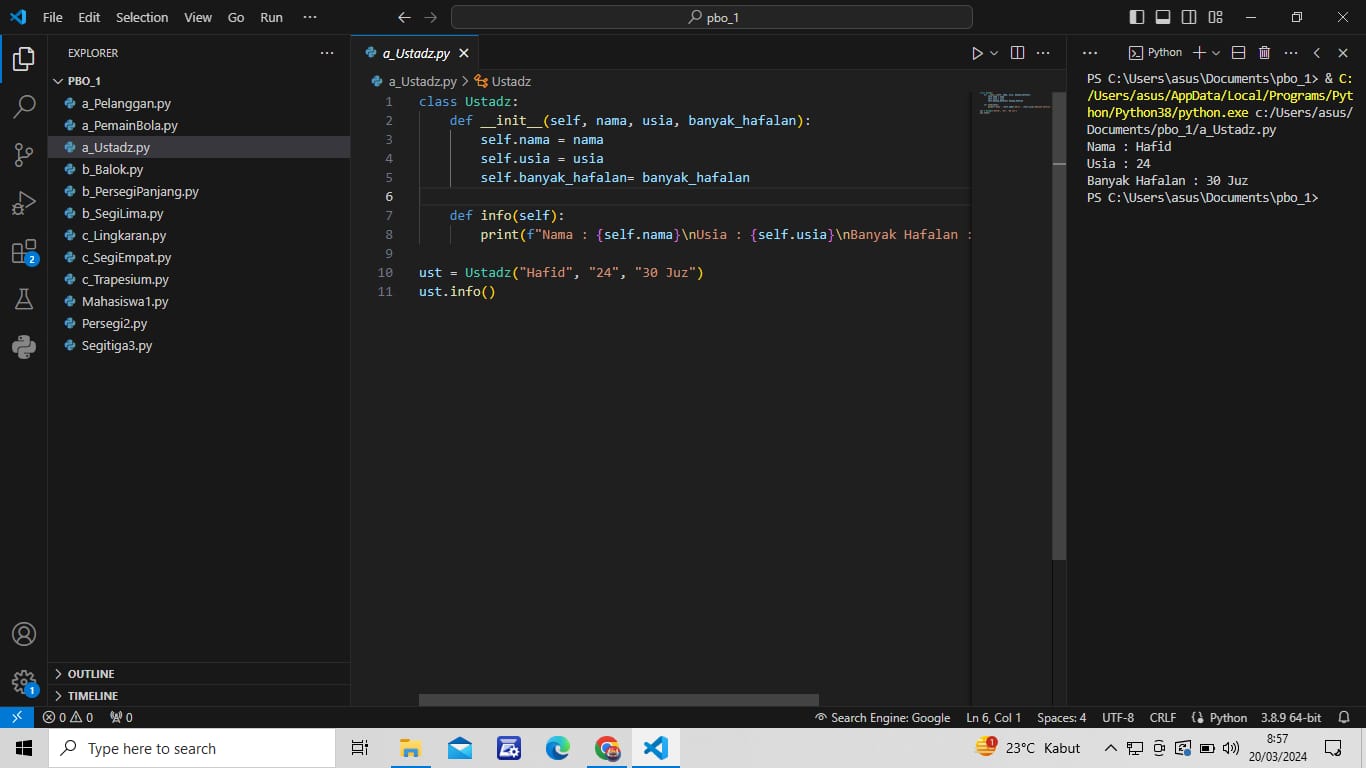 File Edit Selection View Go Run ···
pbo_1
EXPLORER
PBO_1
a_Pelanggan.py
a_PemainBola.py
a_Ustadz.py
b_Balok.py
b_PersegiPanjang.py
b_SegiLima.py
c_Lingkaran.py
c_SegiEmpat.py
c_Trapesium.py
Mahasiswa1.py
Persegi2.py
Segitiga3.py
OUTLINE
TIMELINE
2
1
a_Ustadz.py
a_Ustadz.py > Ustadz
1 class Ustadz:
2 def __init__(self, nama, usia, banyak_hafalan):
3 self.nama = nama
4 self.usia = usia
5 self.banyak_hafalan= banyak_hafalan
6
7 def info(self):
8 print(f"Nama : {self.nama}\nUsia : {self.usia}\nBanyak Hafalan :
9
10 ust = Ustadz("Hafid", "24", "30 Juz")
11 ust.info()
Python
PS C:\Users\asus\Documents\pbo_1> & C:
/Users/asus/AppData/Local/Programs/Pyt
hon/Python38/python.exe c:/Users/asus/
Documents/pbo_1/a_Ustadz.py
Nama : Hafid
Usia : 24
Banyak Hafalan : 30 Juz
PS C:\Users\asus\Documents\pbo_1>
0 0 0
Search Engine: Google Ln 6, Col 1 Spaces: 4 UTF-8 CRLF Python 3.8.9 64-bit
Type here to search
1
23°C Kabut
8:57
20/03/2024